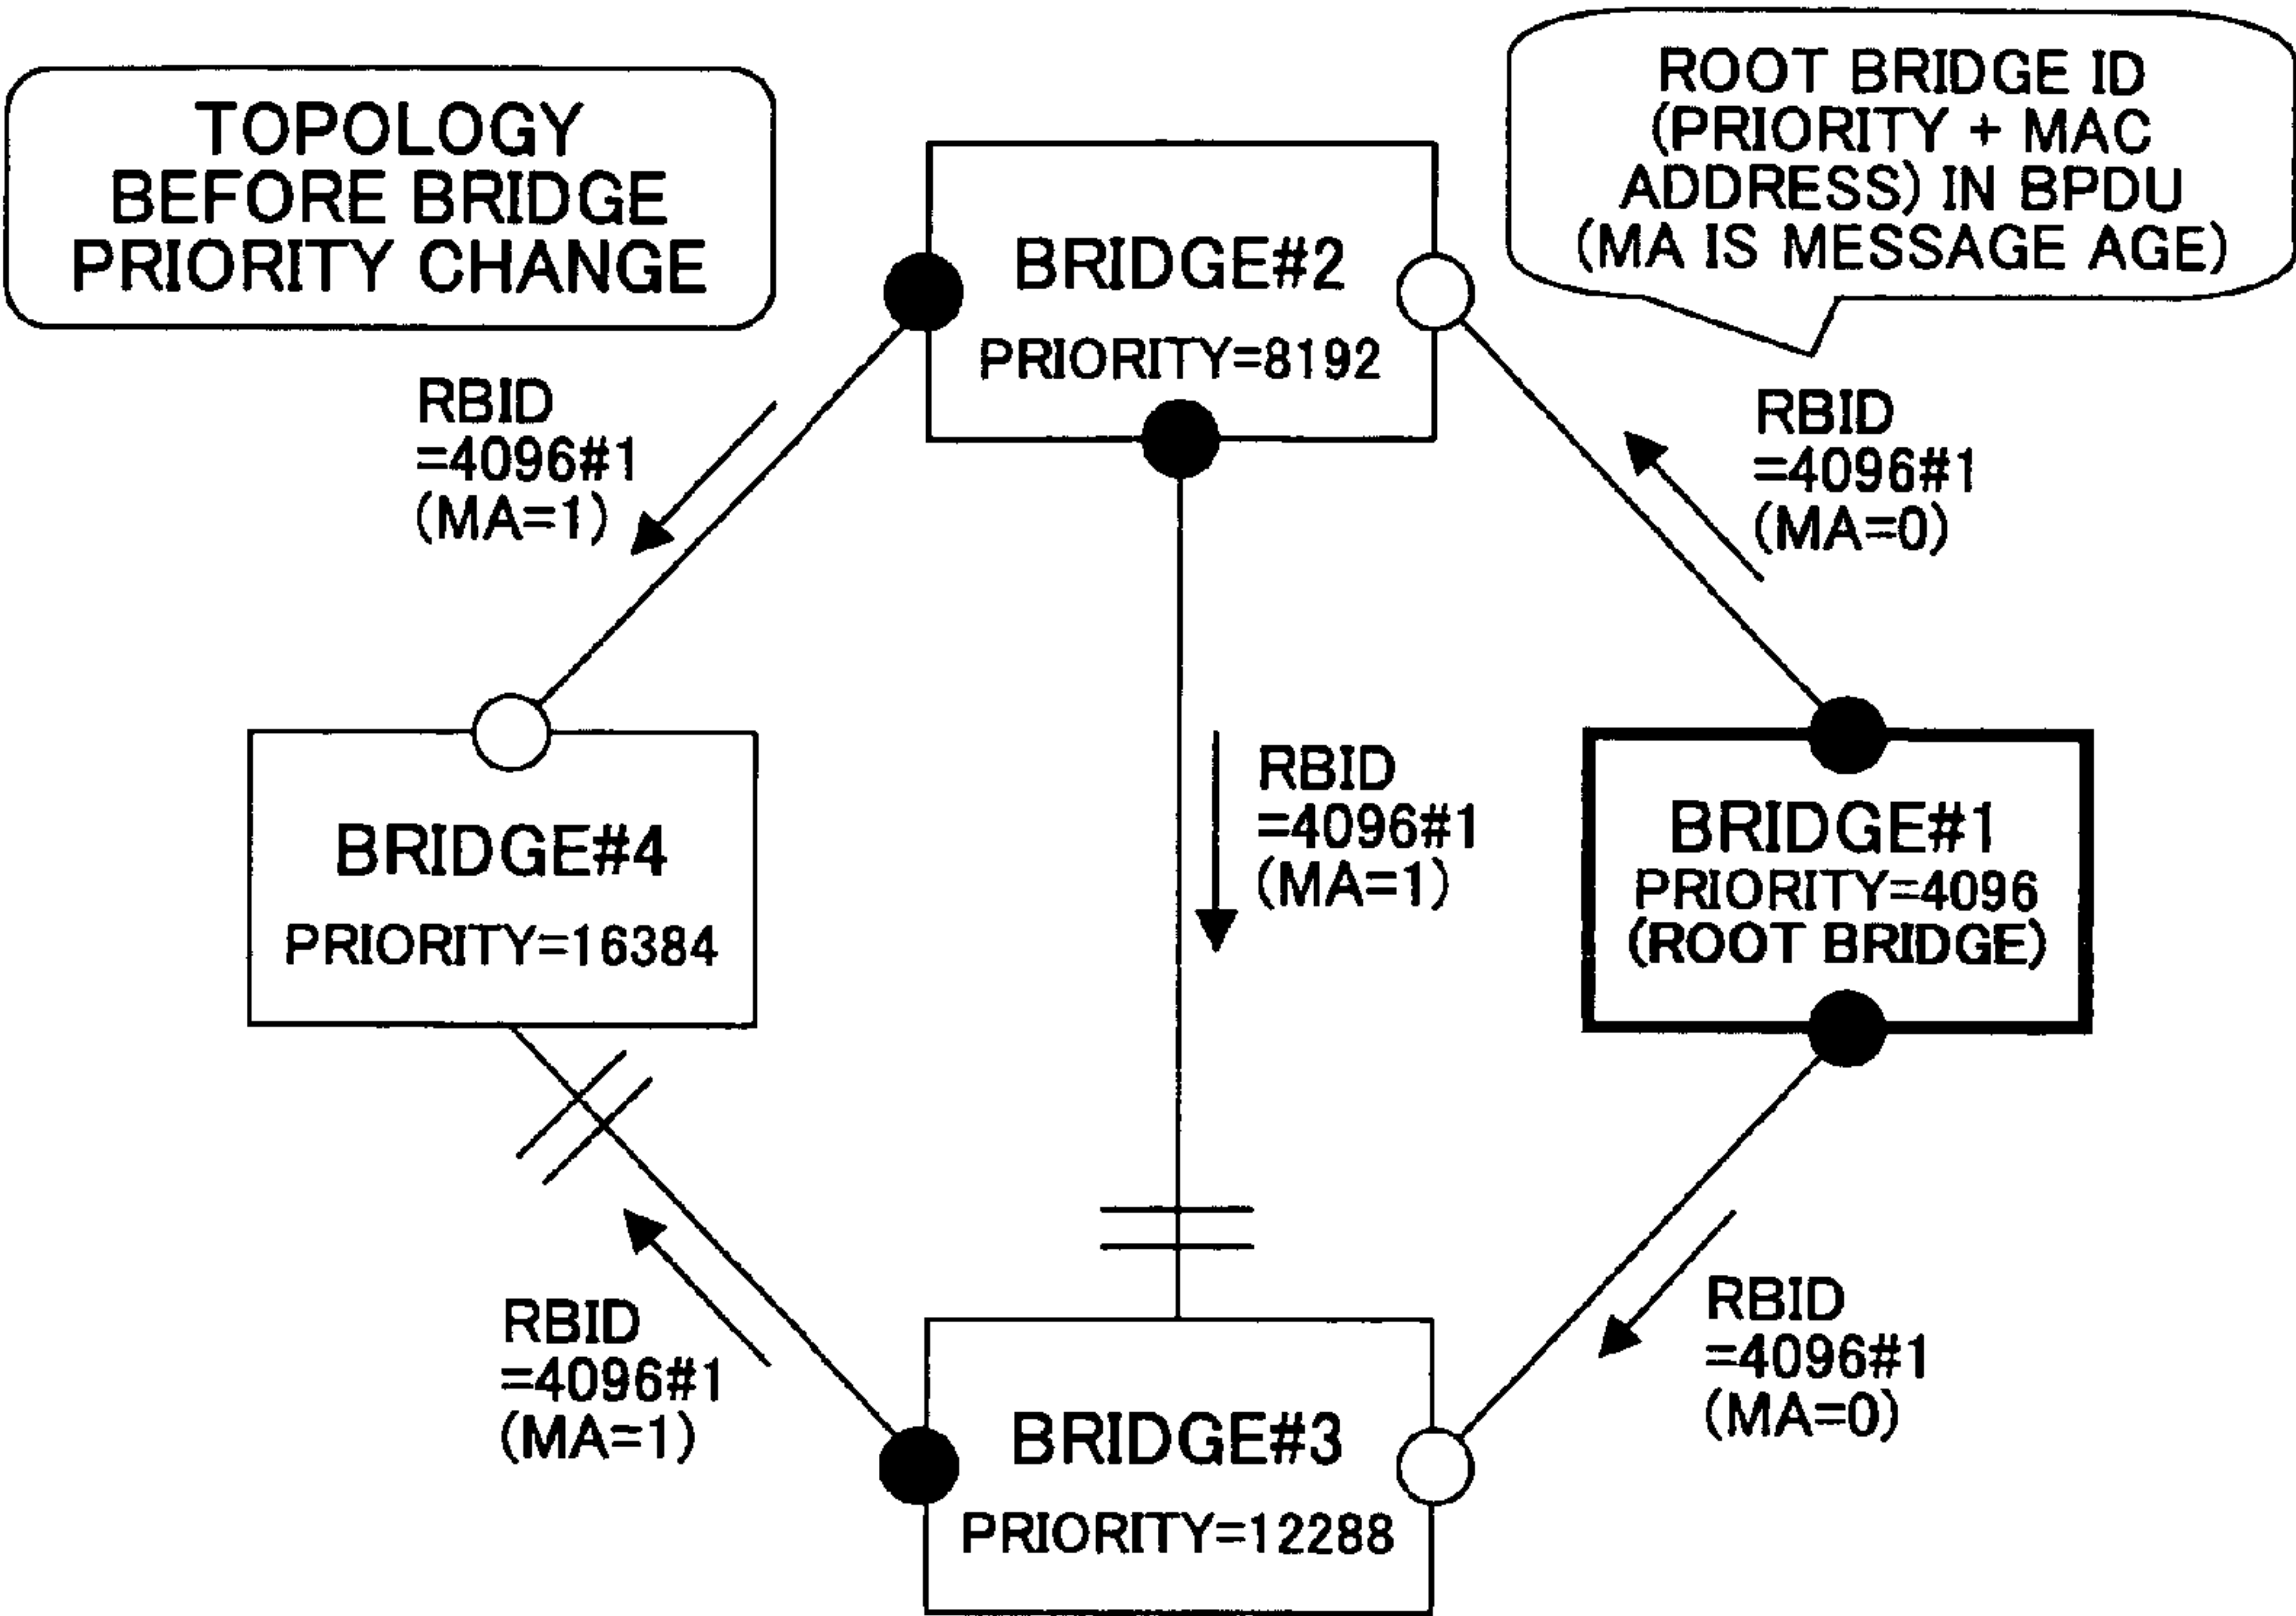 TOPOLOGY
BEFORE BRIDGE
PRIORITY CHANGE
ROOT BRIDGE ID
(PRIORITY + MAC
ADDRESS) IN BPDU
(MA IS MESSAGE AGE)
BRIDGE#2
PRIORITY=8192
RBID
=4096#1
(MA=1)
RBID
=4096#1
(MA=0)
RBID
=4096#1
(MA=1)
BRIDGE#4
PRIORITY=16384
BRIDGE#1
PRIORITY=4096
(ROOT BRIDGE)
RBID
=4096#1
(MA=1)
RBID
=4096#1
(MA=0)
BRIDGE#3
PRIORITY=12288